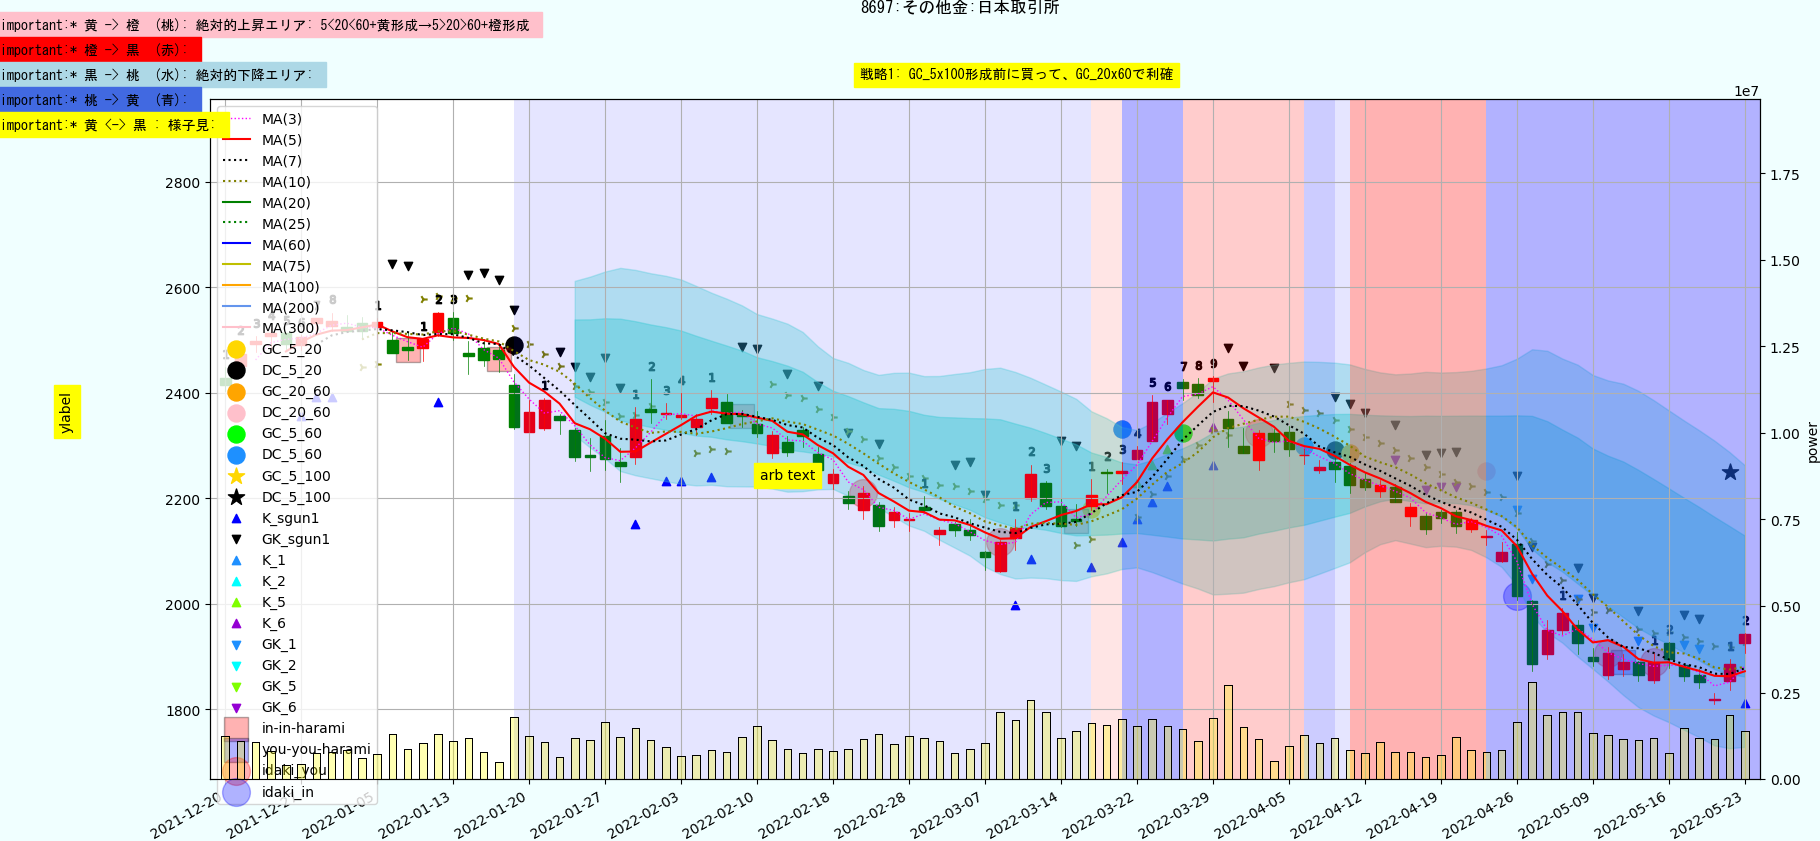 8697:その他金:日本取引所
important:* 黄 -> 橙 (桃): 絶対的上昇エリア: 5<20<60+黄形成→5>20>60+橙形成
important:* 橙 -> 黒 (赤):
important:* 黒 -> 桃 (水): 絶対的下降エリア:
戦略1: GC_5x100形成前に買って、GC_20x60で利確
important:* 桃 -> 黄 (青):
important:* 黄 <-> 黒 : 様子見:
1e7
MA(3)
MA(5)
MA(7)
MA(10)
MA(20)
MA(25)
MA(60)
MA(75)
MA(100)
MA(200)
MA(300)
GC_5_20
DC_5_20
GC_20_60
DC_20_60
GC_5_60
DC_5_60
GC_5_100
DC_5_100
K_sgun1
GK_sgun1
K_1
K_2
K_5
K_6
GK_1
GK_2
GK_5
GK_6
in-in-harami
you-you-harami
idaki_you
idaki_in
2800
2600
2400
2200
2000
1800
ylabel
arb text
1.75
1.50
1.25
1.00
0.75
0.50
0.25
0.00
power
2021-12-20
2022-01-05
2022-01-13
2022-01-20
2022-01-27
2022-02-03
2022-02-10
2022-02-18
2022-02-28
2022-03-07
2022-03-14
2022-03-22
2022-03-29
2022-04-05
2022-04-12
2022-04-19
2022-04-26
2022-05-09
2022-05-16
2022-05-23